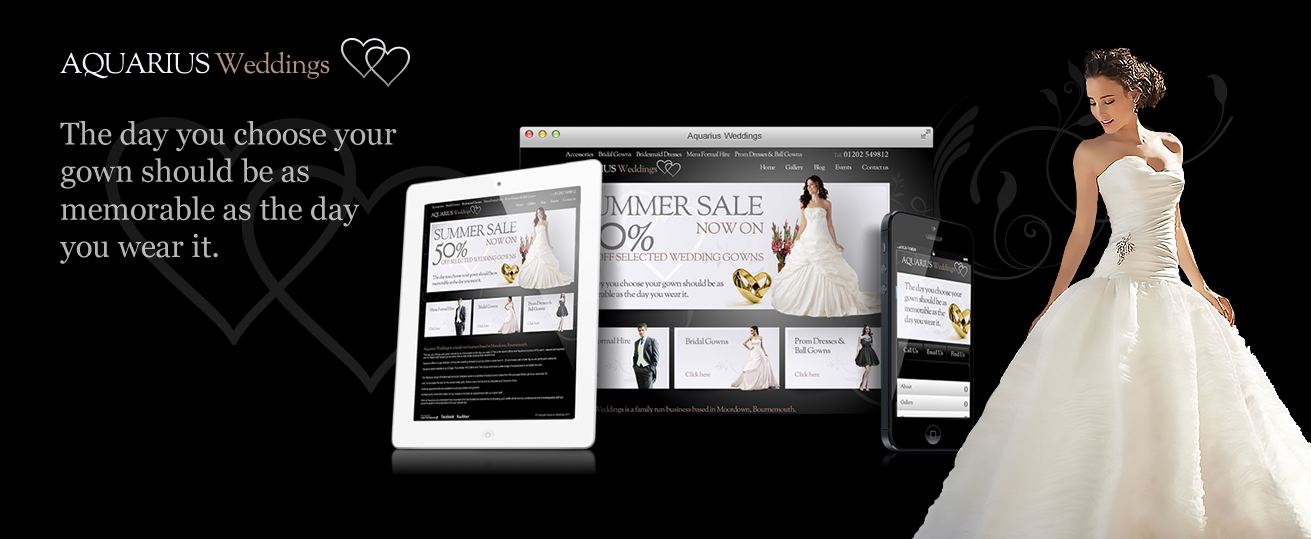 AQUARIUS Weddings
The day you choose your
gown should be as
memorable as the day
you wear it.
Aquarius Weddings
Accessories Bridal Gowns Bridesmaid Dresses Mens Formal Hire Prom Dresses & Ball Gowns
Tel: 01202 549812
Weddings
Home Gallery Blog Events Contact us
SUMMER SALE
NOW ON
OFF SELECTED WEDDING GOWNS
you choose your gown should be as
as the day you wear it.
Formal Hire
Bridal Gowns
Click here
Prom Dresses &
Ball Gowns
Click here
Weddings is a family run business based in Moordown, Bournemouth.
AQUARIUS Weddings
SUMMER SALE
50% NOW ON
OFF SELECTED WEDDING GOWNS
The day you choose your gown should be as
memorable as the day you wear it.
Mens Formal Hire
Click here
Bridal Gowns
Click here
Prom Dresses &
Ball Gowns
Click here
Aquarius Weddings is a family run business based in Moordown, Bournemouth.
facebook twitter
AQUARIUS Weddings
The day you choose your
gown should be as
memorable as the
day you wear it.
Call Us Email Us Find Us
About
Gallery